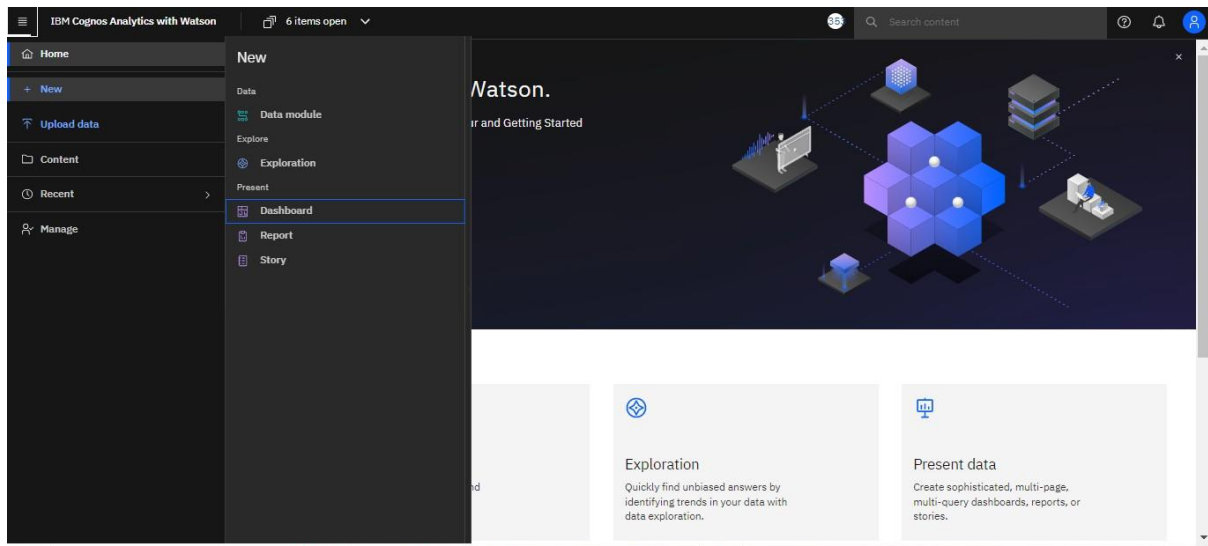 IBM Cognos Analytics with Watson
6 items open
Search content
Home
New
Upload data
Content
Recent
Manage
New
Data
Data module
Explore
Exploration
Present
Dashboard
Report
Story
Watson.
ur and Getting Started
nd
Exploration
Quickly find unbiased answers by
identifying trends in your data with
data exploration.
Present data
Create sophisticated, multi-page,
multi-query dashboards, reports, or
stories.